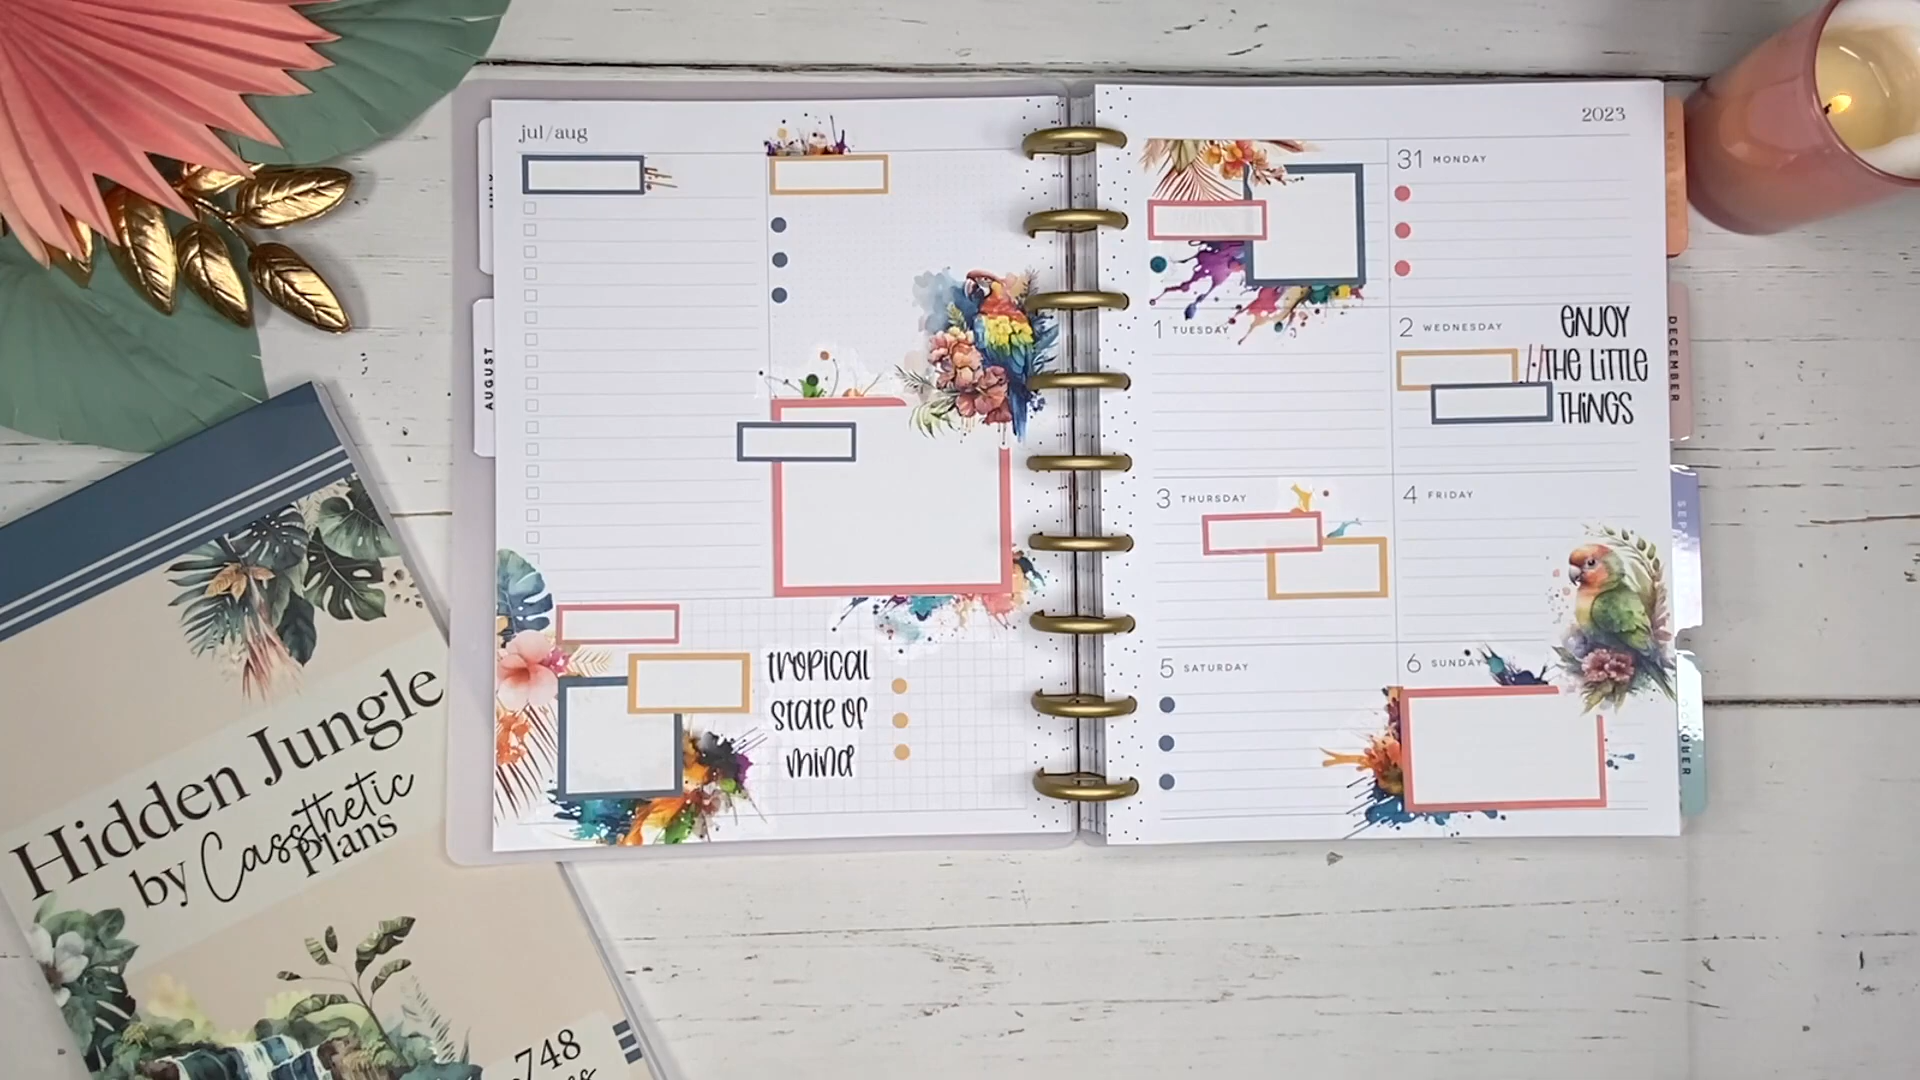 jul/aug
2023
31 MONDAY
1 TUESDAY
2 WEDNESDAY
ENJOY
THE LITTLE
THINGS
3 THURSDAY
4 FRIDAY
5 SATURDAY
6 SUNDAY
TROPICAL
STATE OF
MIND
AUGUST
DECEMBER
OCTOBER
Hidden Jungle
by Cassthetic
Plans
748